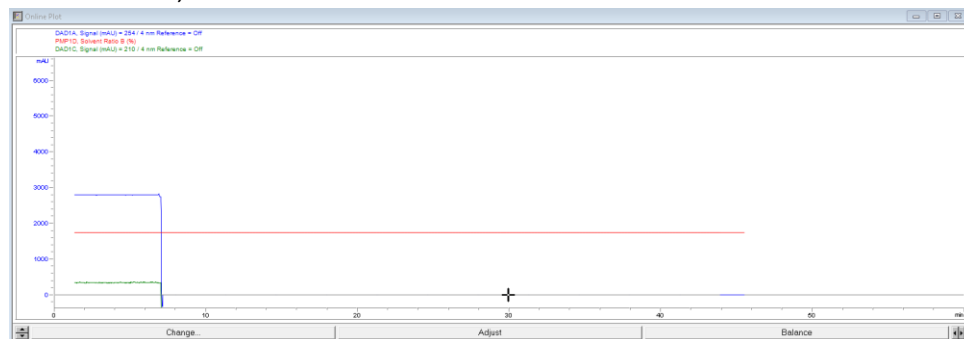 Online Plot
DAD1A, Signal (mAU) = 254 / 4 nm Reference = Off
PMP1D, Solvent Ratio B (%)
DAD1C, Signal (mAU) = 210 / 4 nm Reference = Off
mAU
6000
5000
4000
3000
2000
1000
0
0 10 20 30 40 50 min
Change... Adjust Balance